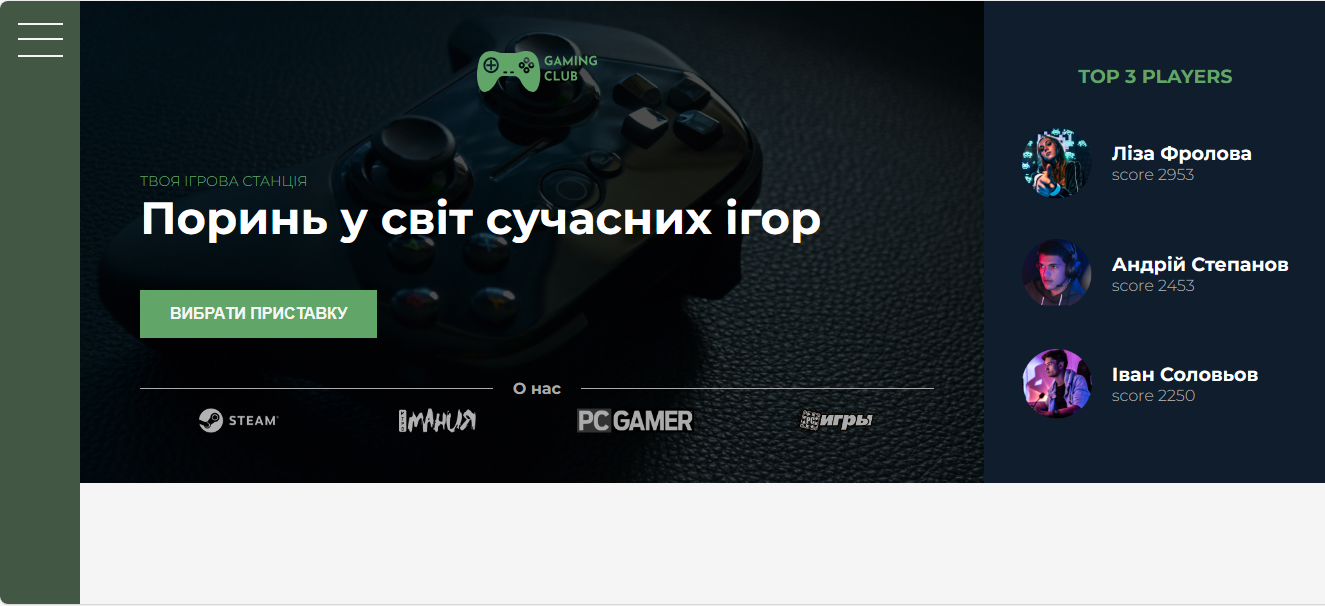 GAMING
CLUB
ТВОЯ ІГРОВА СТАНЦІЯ
Поринь у світ сучасних ігор
ВИБРАТИ ПРИСТАВКУ
О нас
STEAM
МАНИЯ
PC GAMER
игры
TOP 3 PLAYERS
Ліза Фролова
score 2953
Андрій Степанов
score 2453
Іван Соловьов
score 2250